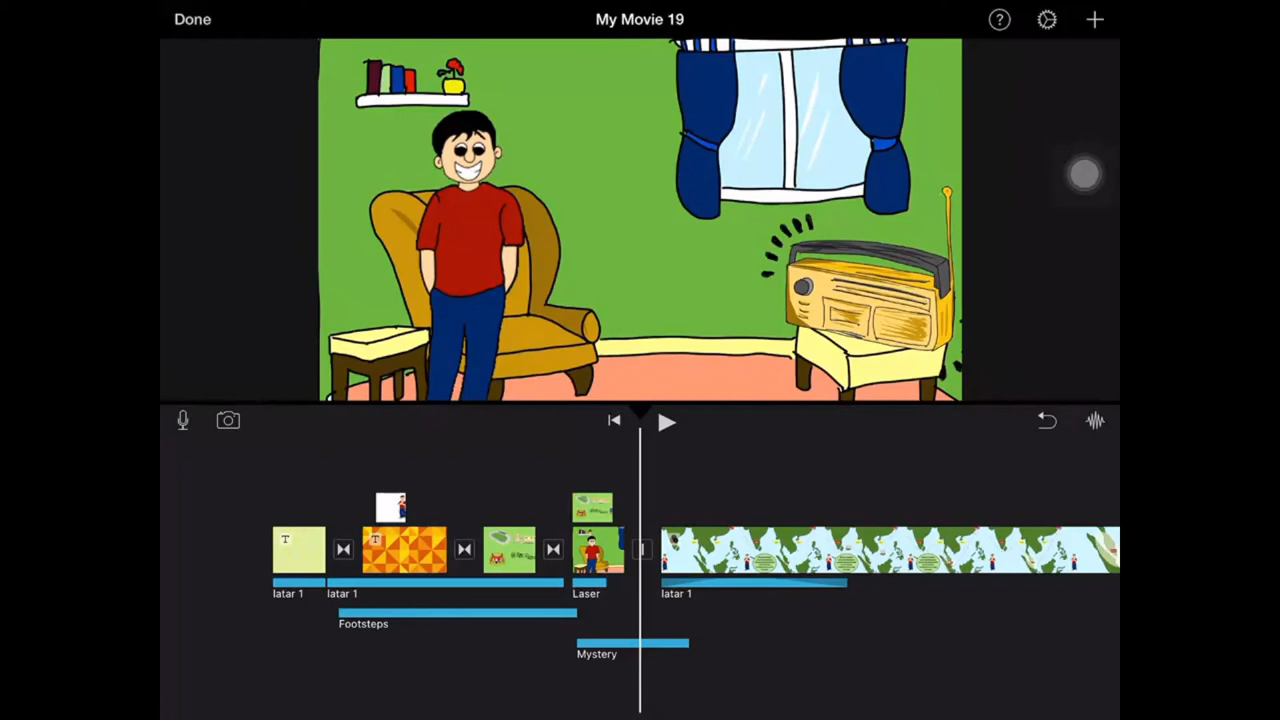 Done
My Movie 19
?
T
T
latar 1
latar 1
Laser
latar 1
Footsteps
Mystery